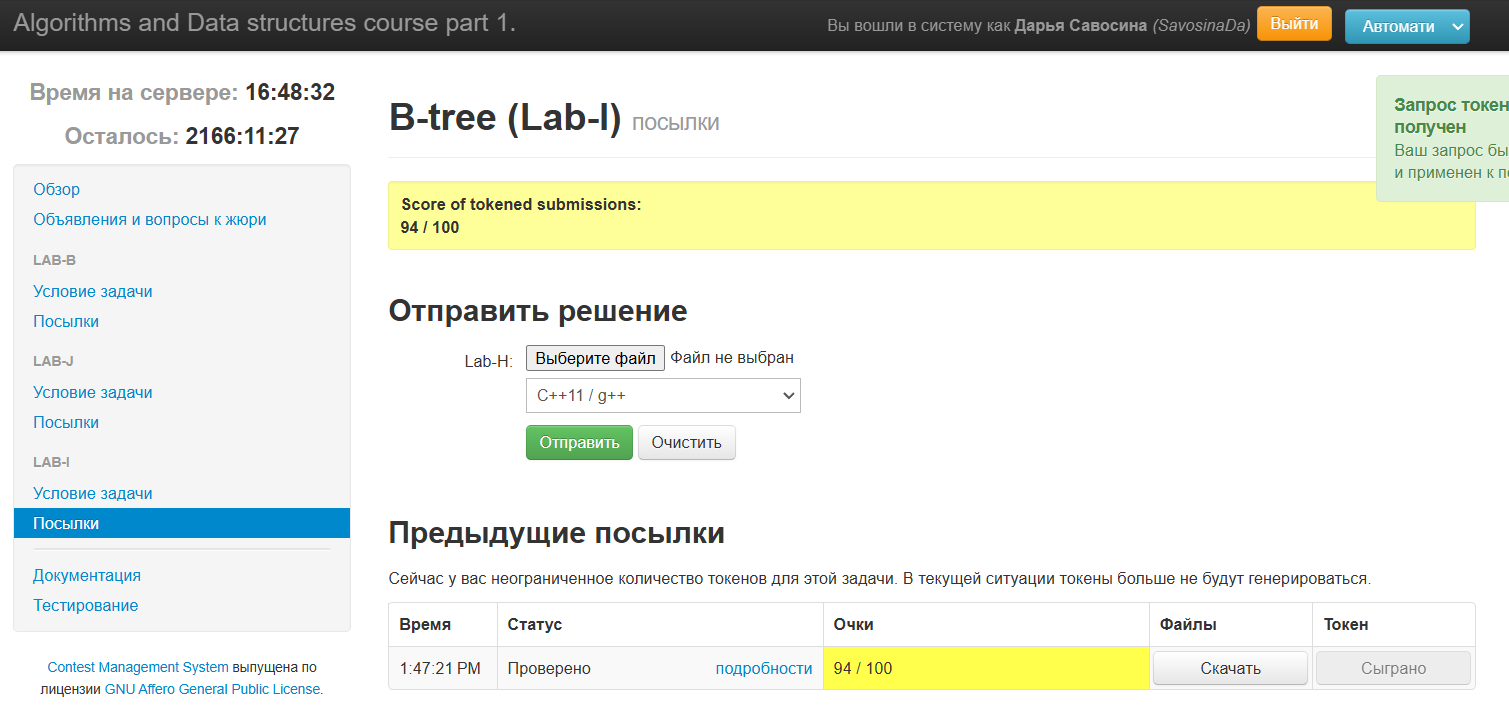 Algorithms and Data structures course part 1.
Вы вошли в систему как Дарья Савосина (SavosinaDa) Выйти Автомати
Время на сервере: 16:48:32
Осталось: 2166:11:27
Обзор
Объявления и вопросы к жюри
LAB-B
Условие задачи
Посылки
LAB-J
Условие задачи
Посылки
LAB-I
Условие задачи
Посылки
Документация
Тестирование
Contest Management System выпущена по
лицензии GNU Affero General Public License.
B-tree (Lab-I) посылки
Запрос токен
получен
Ваш запрос бы
и применен к п
Score of tokened submissions:
94 / 100
Отправить решение
Lab-H: Выберите файл Файл не выбран
C++11 / g++
Отправить Очистить
Предыдущие посылки
Сейчас у вас неограниченное количество токенов для этой задачи. В текущей ситуации токены больше не будут генерироваться.
Время Статус Очки Файлы Токен
1:47:21 PM Проверено подробности 94 / 100 Скачать Сыграно